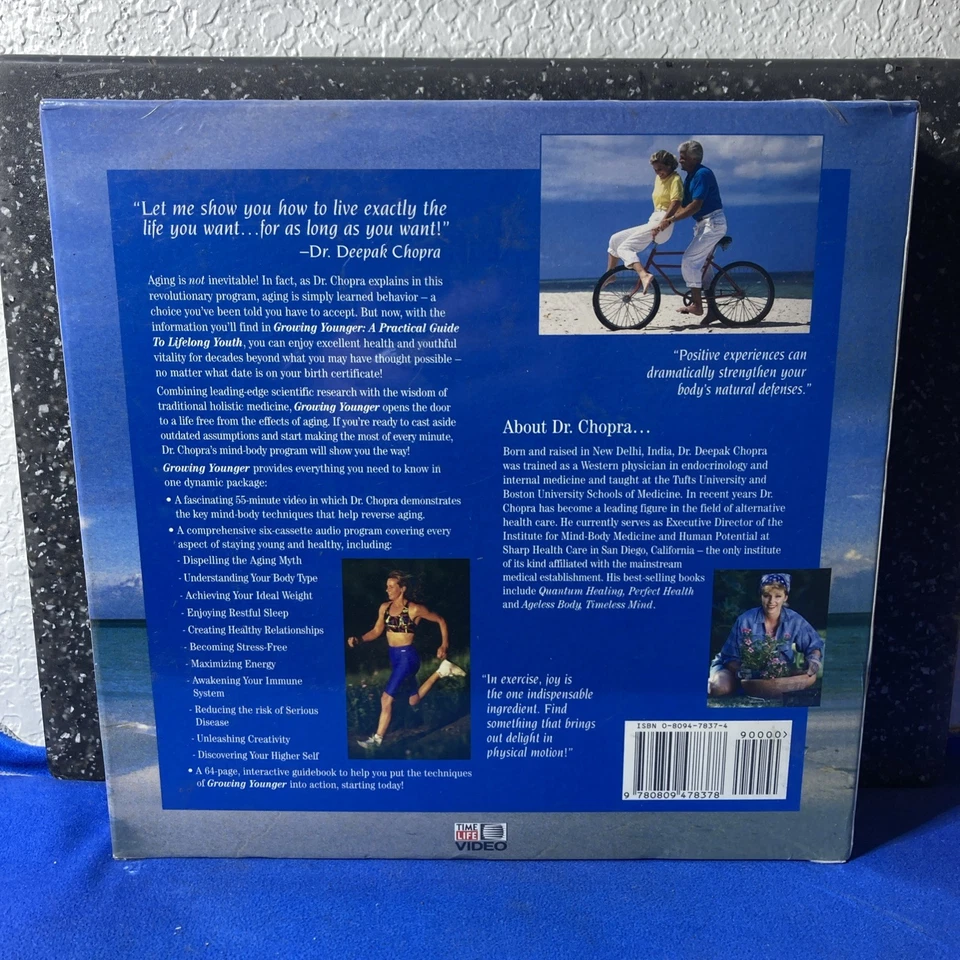 “Let me show you how to live exactly the
life you want...for as long as you want!”
–Dr. Deepak Chopra
Aging is not inevitable! In fact, as Dr. Chopra explains in this
revolutionary program, aging is simply learned behavior – a
choice you've been told you have to accept. But now, with the
information you'll find in Growing Younger: A Practical Guide
To Lifelong Youth, you can enjoy excellent health and youthful
vitality for decades beyond what you may have thought possible –
no matter what date is on your birth certificate!
Combining leading-edge scientific research with the wisdom of
traditional holistic medicine, Growing Younger opens the door
to a life free from the effects of aging. If you're ready to cast aside
outdated assumptions and start making the most of every minute,
Dr. Chopra's mind-body program will show you the way!
Growing Younger provides everything you need to know in
one dynamic package:
• A fascinating 55-minute video in which Dr. Chopra demonstrates
the key mind-body techniques that help reverse aging.
• A comprehensive six-cassette audio program covering every
aspect of staying young and healthy, including:
- Dispelling the Aging Myth
- Understanding Your Body Type
- Achieving Your Ideal Weight
- Enjoying Restful Sleep
- Creating Healthy Relationships
- Becoming Stress-Free
- Maximizing Energy
- Awakening Your Immune
System
- Reducing the risk of Serious
Disease
- Unleashing Creativity
- Discovering Your Higher Self
• A 64-page, interactive guidebook to help you put the techniques
of Growing Younger into action, starting today!
“Positive experiences can
dramatically strengthen your
body's natural defenses.”
About Dr. Chopra...
Born and raised in New Delhi, India, Dr. Deepak Chopra
was trained as a Western physician in endocrinology and
internal medicine and taught at the Tufts University and
Boston University Schools of Medicine. In recent years Dr.
Chopra has become a leading figure in the field of alternative
health care. He currently serves as Executive Director of the
Institute for Mind-Body Medicine and Human Potential at
Sharp Health Care in San Diego, California – the only institute
of its kind affiliated with the mainstream
medical establishment. His best-selling books
include Quantum Healing, Perfect Health
and Ageless Body, Timeless Mind.
“In exercise, joy is
the one indispensable
ingredient. Find
something that brings
out delight in
physical motion!”
ISBN 0-8094-7837-4
90000>
9 780809 478378
TIME
LIFE
VIDEO